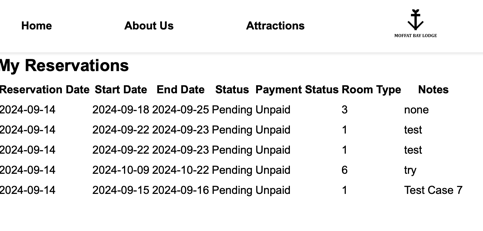 Home About Us Attractions
MOFFAT BAY LODGE
My Reservations
Reservation Date Start Date End Date Status Payment Status Room Type Notes
2024-09-14 2024-09-18 2024-09-25 Pending Unpaid 3 none
2024-09-14 2024-09-22 2024-09-23 Pending Unpaid 1 test
2024-09-14 2024-09-22 2024-09-23 Pending Unpaid 1 test
2024-09-14 2024-10-09 2024-10-22 Pending Unpaid 6 try
2024-09-14 2024-09-15 2024-09-16 Pending Unpaid 1 Test Case 7